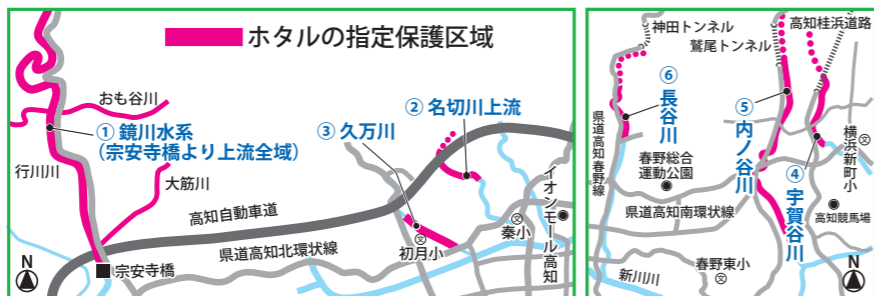 ホタルの指定保護区域
おも谷川
① 鏡川水系
(宗安寺橋より上流全域)
行川川
大筋川
高知自動車道
県道高知北環状線
宗安寺橋
N
② 名切川上流
③ 久万川
初月小
秦小
イオンモール高知
神田トンネル
鷲尾トンネル
高知桂浜道路
⑥ 長谷川
県道高知春野線
春野総合
運動公園
⑤ 内ノ谷川
④ 宇賀谷川
横浜新町小
高知競馬場
県道高知南環状線
新川川
春野東小
N